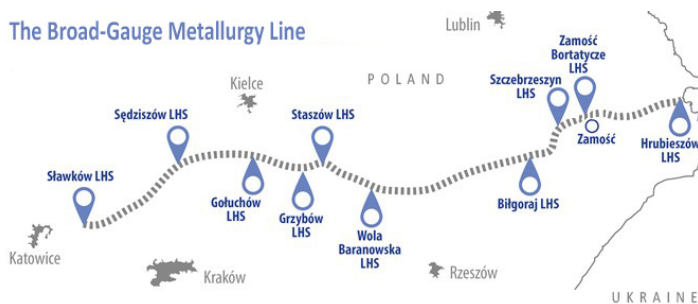 The Broad-Gauge Metallurgy Line
Lublin
Zamość
Bortatycze
LHS
Kielce
POLAND
Szczebrzeszyn
LHS
Sędziszów LHS
Staszów LHS
Zamość
Hrubieszów
LHS
Sławków LHS
Gołuchów
LHS
Grzybów
LHS
Biłgoraj LHS
Wola
Baranowska
LHS
Katowice
Kraków
Rzeszów
UKRAINE